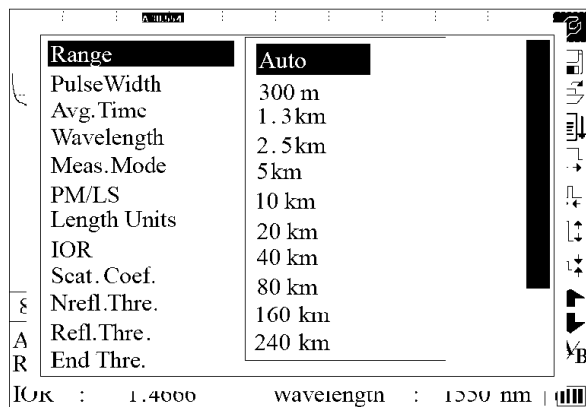 Range
PulseWidth
Avg.Time
Wavelength
Meas.Mode
PM/LS
Length Units
IOR
Scat.Coef.
Nrefl.Thre.
Refl.Thre.
End Thre.
Auto
300 m
1.3km
2.5km
5km
10 km
20 km
40 km
80 km
160 km
240 km
A
R
A/B
IOR : 1.4666 Wavelength : 1550 nm